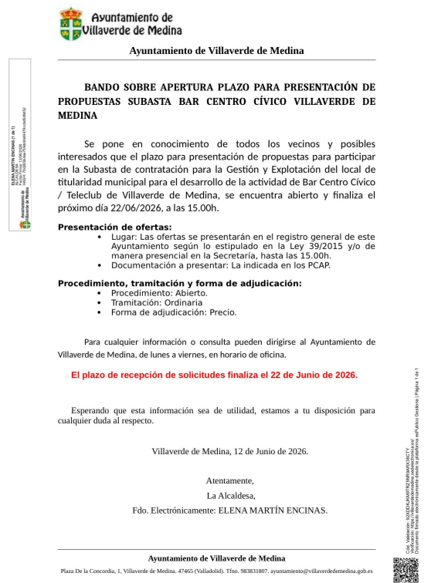 Ayuntamiento de
Villaverde de Medina
Ayuntamiento de Villaverde de Medina
BANDO SOBRE APERTURA PLAZO PARA PRESENTACIÓN DE
PROPUESTAS SUBASTA BAR CENTRO CÍVICO VILLAVERDE DE
MEDINA
Se pone en conocimiento de todos los vecinos y posibles
interesados que el plazo para presentación de propuestas para participar
en la Subasta de contratación para la Gestión y Explotación del local de
titularidad municipal para el desarrollo de la actividad de Bar Centro Cívico
/ Teleclub de Villaverde de Medina, se encuentra abierto y finaliza el
próximo día 22/06/2026, a las 15.00h.
Presentación de ofertas:
• Lugar: Las ofertas se presentarán en el registro general de este
Ayuntamiento según lo estipulado en la Ley 39/2015 y/o de
manera presencial en la Secretaría, hasta las 15.00h.
• Documentación a presentar: La indicada en los PCAP.
Procedimiento, tramitación y forma de adjudicación:
• Procedimiento: Abierto.
• Tramitación: Ordinaria
• Forma de adjudicación: Precio.
Para cualquier información o consulta pueden dirigirse al Ayuntamiento de
Villaverde de Medina, de lunes a viernes, en horario de oficina.
El plazo de recepción de solicitudes finaliza el 22 de Junio de 2026.
Esperando que esta información sea de utilidad, estamos a tu disposición para
cualquier duda al respecto.
Villaverde de Medina, 12 de Junio de 2026.
Atentamente,
La Alcaldesa,
Fdo. Electrónicamente: ELENA MARTÍN ENCINAS.
Ayuntamiento de Villaverde de Medina
Plaza De la Concordia, 1, Villaverde de Medina. 47465 (Valladolid). Tfno. 983831807. ayuntamiento@villaverdedemedina.gob.es
ELENA MARTIN ENCINAS (1 de 1)